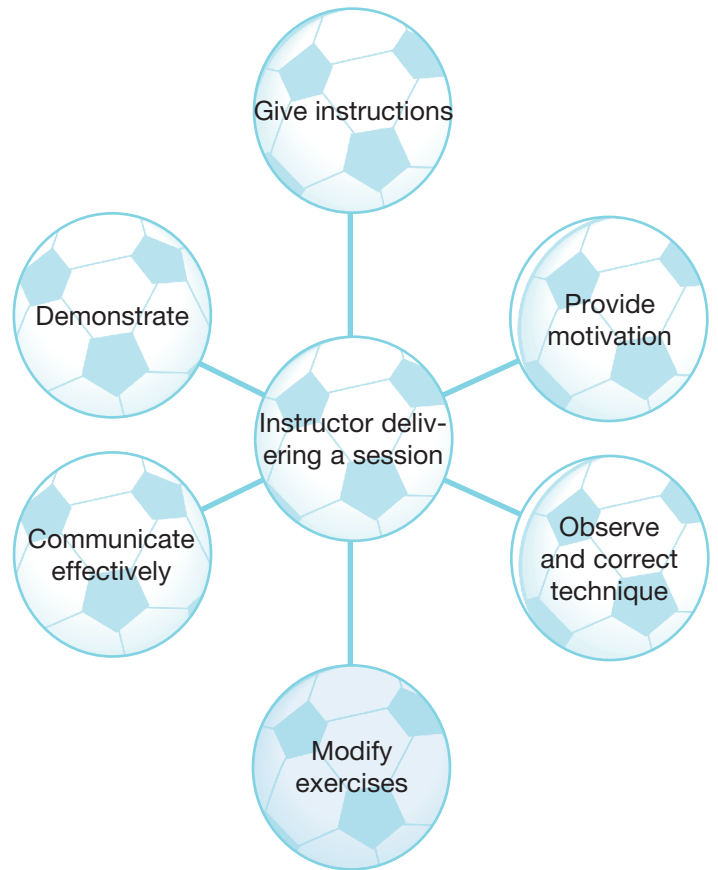 Give instructions
Demonstrate
Provide
motivation
Instructor deliv-
ering a session
Communicate
effectively
Observe
and correct
technique
Modify
exercises